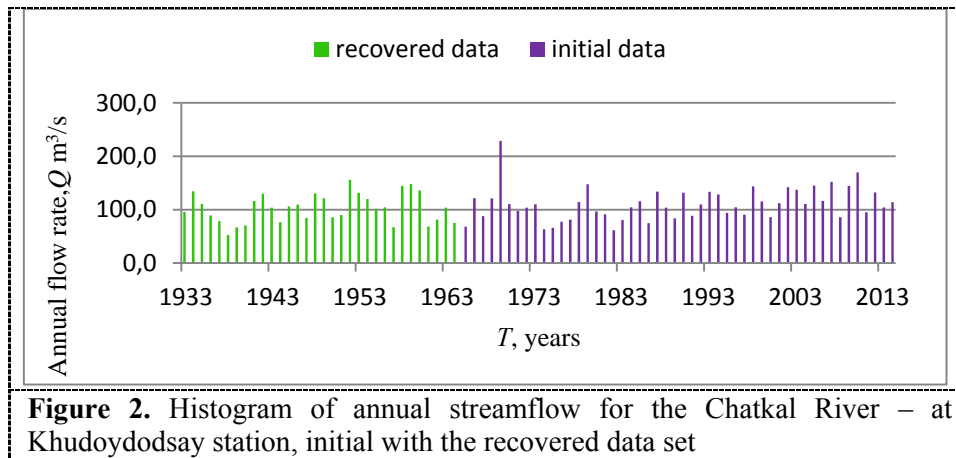 recovered data initial data
Annual flow rate, Q m³/s
300,0
200,0
100,0
0,0
1933 1943 1953 1963 1973 1983 1993 2003 2013
T, years
Figure 2. Histogram of annual streamflow for the Chatkal River – at
Khudoydodsay station, initial with the recovered data set